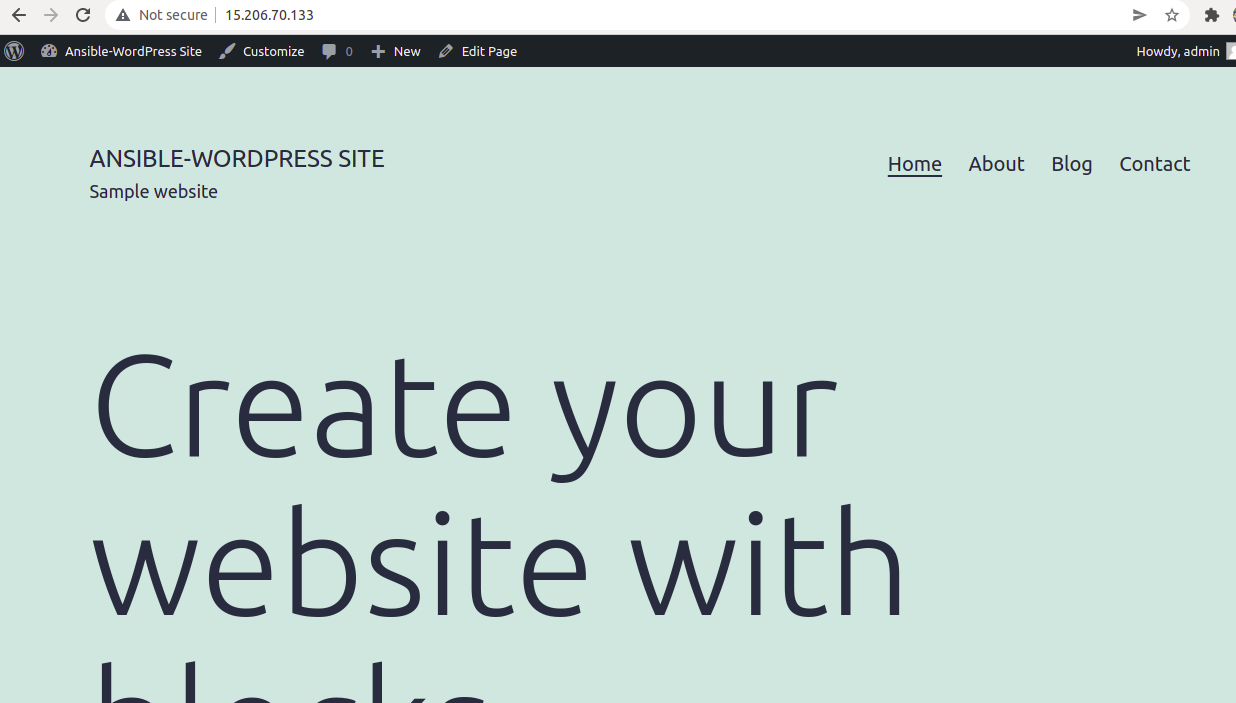 Not secure 15.206.70.133
Ansible-WordPress Site Customize 0 New Edit Page Howdy, admin
ANSIBLE-WORDPRESS SITE
Sample website
Home About Blog Contact
Create your
website with
blocks